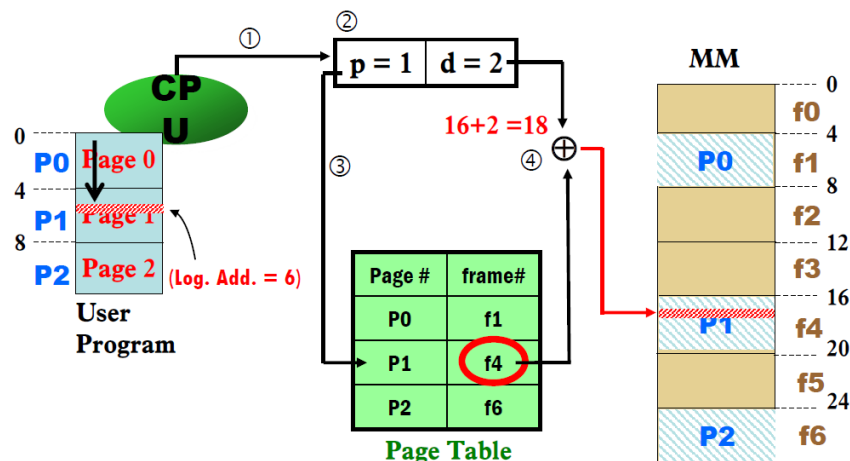 ①
②
p = 1
d = 2
MM
CP
U
16+2 =18
③
④
0
P0
Page 0
4
P1
Page 1
8
P2
Page 2
(Log. Add. = 6)
User
Program
Page #
frame#
P0
f1
P1
f4
P2
f6
Page Table
0
f0
4
P0
f1
8
f2
12
f3
16
P1
f4
20
f5
24
P2
f6